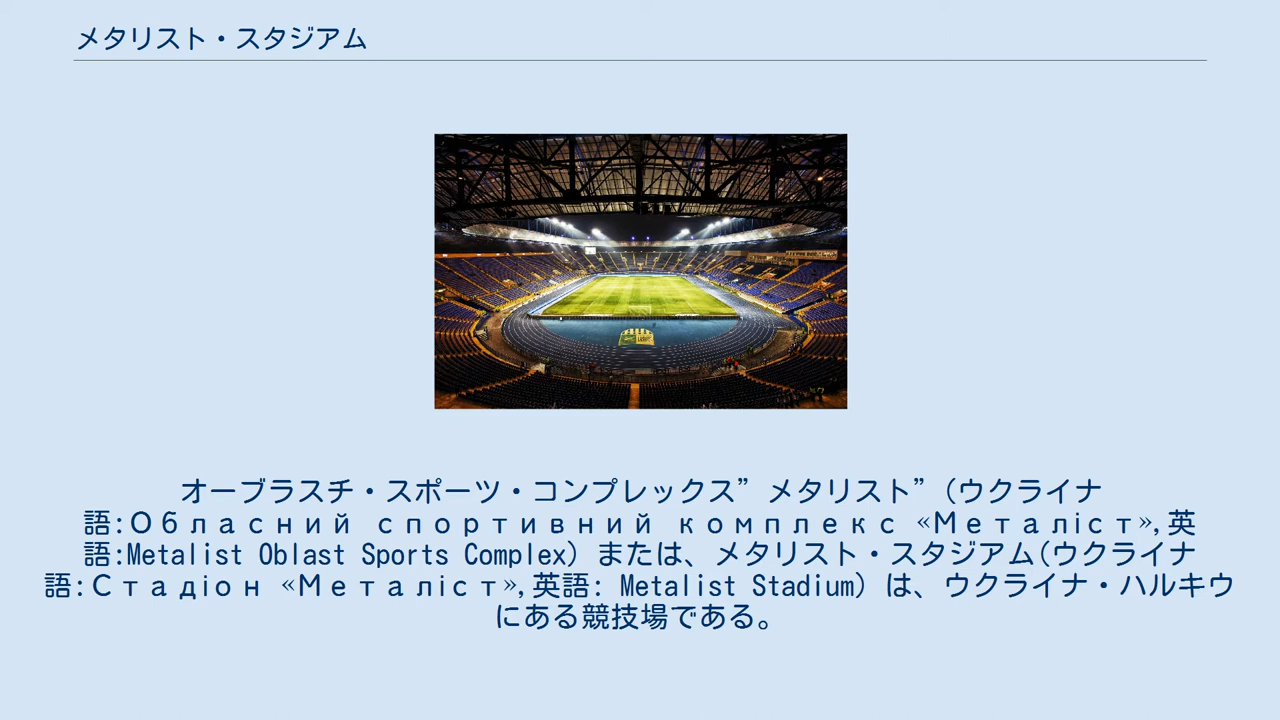 メタリスト・スタジアム
オーブラスチ・スポーツ・コンプレックス”メタリスト”(ウクライナ
語:Обласний спортивний комплекс «Металіст»,英
語:Metalist Oblast Sports Complex) または、メタリスト・スタジアム(ウクライナ
語:Стадіон «Металіст»,英語: Metalist Stadium) は、ウクライナ・ハルキウ
にある競技場である。